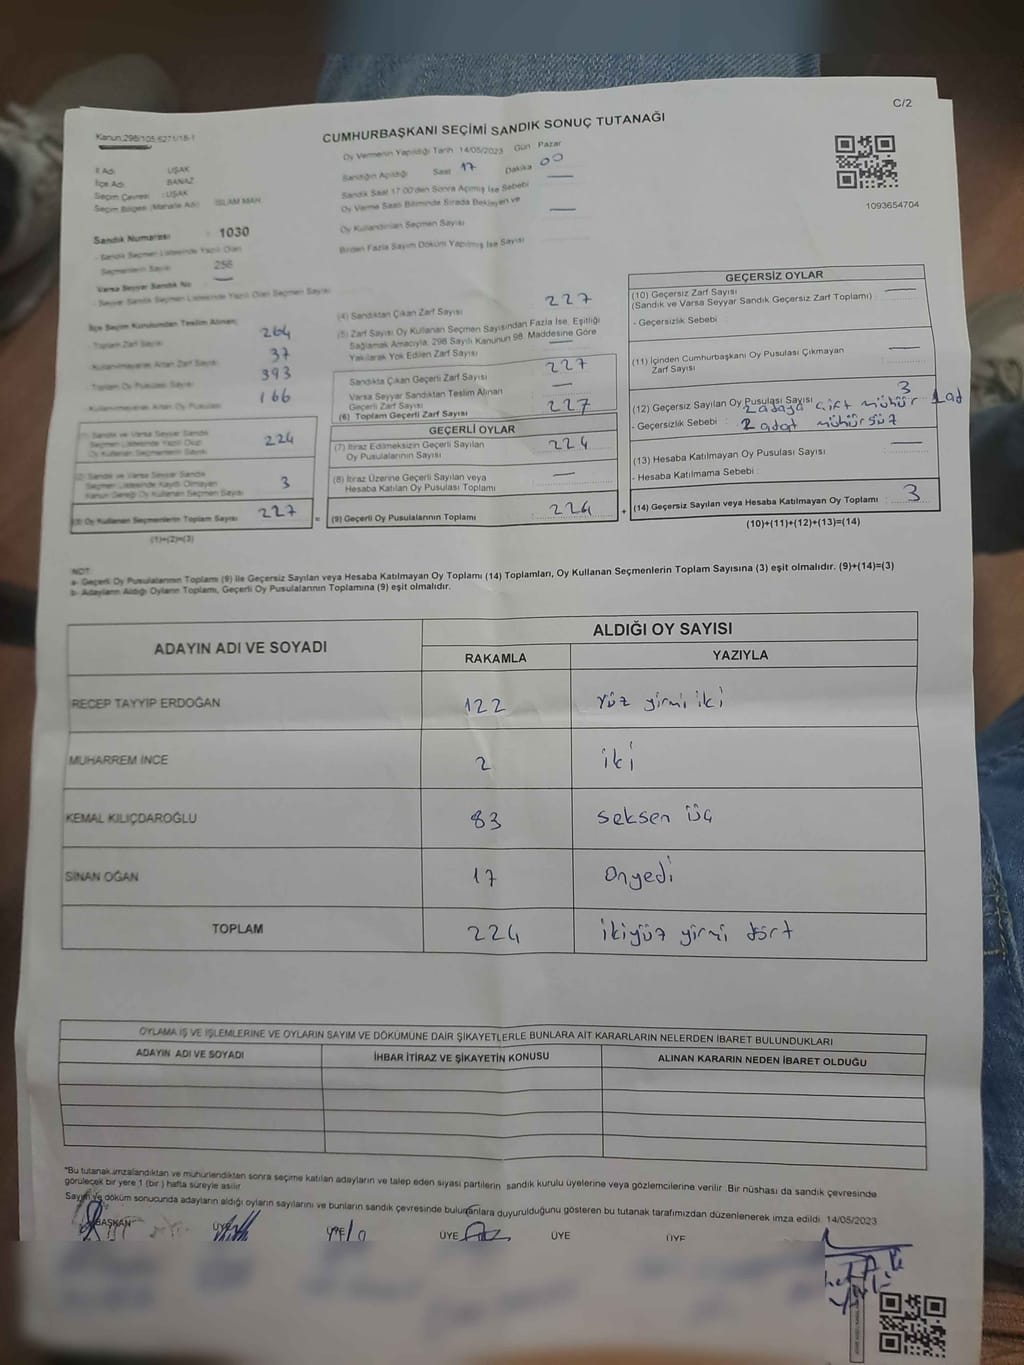 C/2
Kanun.298/105,6271/18-1
CUMHURBAŞKANI SEÇİMİ SANDIK SONUÇ TUTANAĞI
1093654704
İl Adı UŞAK
İlçe Adı BANAZ
Seçim Çevresi : UŞAK
Seçim Bölgesi (Mahalle Adı) İSLAM MAH.
Sandık Numarası : 1030
- Sandık Seçmen Listesinde Yazılı Olan
Seçmenlerin Sayısı 256
Varsa Seyyar Sandık No
- Seyyar Sandık Seçmen Listesinde Yazılı Olan Seçmen Sayısı
Oy Vermenin Yapıldığı Tarih 14/05/2023 Gün Pazar
Sandığın Açıldığı Saat 17 Dakika 00
Sandık Saat 17:00'den Sonra Açılmış İse Sebebi
Oy Verme Saati Bitiminde Sırada Bekleyen ve
Oy Kullandırılan Seçmen Sayısı
Birden Fazla Sayım Döküm Yapılmış İse Sayısı
İlçe Seçim Kurulundan Teslim Alınan;
- Toplam Zarf Sayısı 264
- Kullanılmayarak Artan Zarf Sayısı 37
- Toplam Oy Pusulası Sayısı 393
- Kullanılmayarak Artan Oy Pusulası 166
(1) Sandık ve Varsa Seyyar Sandık
Seçmen Listesinde Yazılı Olup
Oy Kullanan Seçmenlerin Sayısı 224
(2) Sandık ve Varsa Seyyar Sandık
Seçmen Listesinde Kayıtlı Olmayan
Kanun Gereği Oy Kullanan Seçmen Sayısı 3
(3) Oy Kullanan Seçmenlerin Toplam Sayısı 227
(1)+(2)=(3)
(4) Sandıktan Çıkan Zarf Sayısı 227
(5) Zarf Sayısı Oy Kullanan Seçmen Sayısından Fazla İse, Eşitliği
Sağlamak Amacıyla, 298 Sayılı Kanunun 98. Maddesine Göre
Yakılarak Yok Edilen Zarf Sayısı
Sandıkta Çıkan Geçerli Zarf Sayısı 227
Varsa Seyyar Sandıktan Teslim Alınan
Geçerli Zarf Sayısı
(6) Toplam Geçerli Zarf Sayısı 227
GEÇERLİ OYLAR
(7) İtiraz Edilmeksizin Geçerli Sayılan
Oy Pusulalarının Sayısı 224
(8) İtiraz Üzerine Geçerli Sayılan veya
Hesaba Katılan Oy Pusulası Toplamı
=
(9) Geçerli Oy Pusulalarının Toplamı 224
+
GEÇERSİZ OYLAR
(10) Geçersiz Zarf Sayısı
(Sandık ve Varsa Seyyar Sandık Geçersiz Zarf Toplamı)
- Geçersizlik Sebebi
(11) İçinden Cumhurbaşkanı Oy Pusulası Çıkmayan
Zarf Sayısı
(12) Geçersiz Sayılan Oy Pusulası Sayısı 3
2 adaya çift mühür 1 ad
- Geçersizlik Sebebi : 2 adat mühürsüz
(13) Hesaba Katılmayan Oy Pusulası Sayısı
- Hesaba Katılmama Sebebi
(14) Geçersiz Sayılan veya Hesaba Katılmayan Oy Toplamı 3
(10)+(11)+(12)+(13)=(14)
NOT:
a- Geçerli Oy Pusulalarının Toplamı (9) ile Geçersiz Sayılan veya Hesaba Katılmayan Oy Toplamı (14) Toplamları, Oy Kullanan Seçmenlerin Toplam Sayısına (3) eşit olmalıdır. (9)+(14)=(3)
b- Adayların Aldığı Oyların Toplamı, Geçerli Oy Pusulalarının Toplamına (9) eşit olmalıdır.
ADAYIN ADI VE SOYADI ALDIĞI OY SAYISI
RAKAMLA YAZIYLA
RECEP TAYYİP ERDOĞAN 122 Yüz yirmi iki
MUHARREM İNCE 2 iki
KEMAL KILIÇDAROĞLU 83 Seksen üç
SİNAN OĞAN 17 Onyedi
TOPLAM 224 ikiyüz yirmi dört
OYLAMA İŞ VE İŞLEMLERİNE VE OYLARIN SAYIM VE DÖKÜMÜNE DAİR ŞİKAYETLERLE BUNLARA AİT KARARLARIN NELERDEN İBARET BULUNDUKLARI
ADAYIN ADI VE SOYADI İHBAR İTİRAZ VE ŞİKAYETİN KONUSU ALINAN KARARIN NEDEN İBARET OLDUĞU
*Bu tutanak imzalandıktan ve mühürlendikten sonra seçime katılan adayların ve talep eden siyasi partilerin sandık kurulu üyelerine veya gözlemcilerine verilir. Bir nüshası da sandık çevresinde
görülecek bir yere 1 (bir) hafta süreyle asılır.
Sayım ve döküm sonucunda adayların aldığı oyların sayılarını ve bunların sandık çevresinde bulunanlara duyurulduğunu gösteren bu tutanak tarafımızdan düzenlenerek imza edildi. 14/05/2023
BAŞKAN ÜYE ÜYE ÜYE ÜYE ÜYE